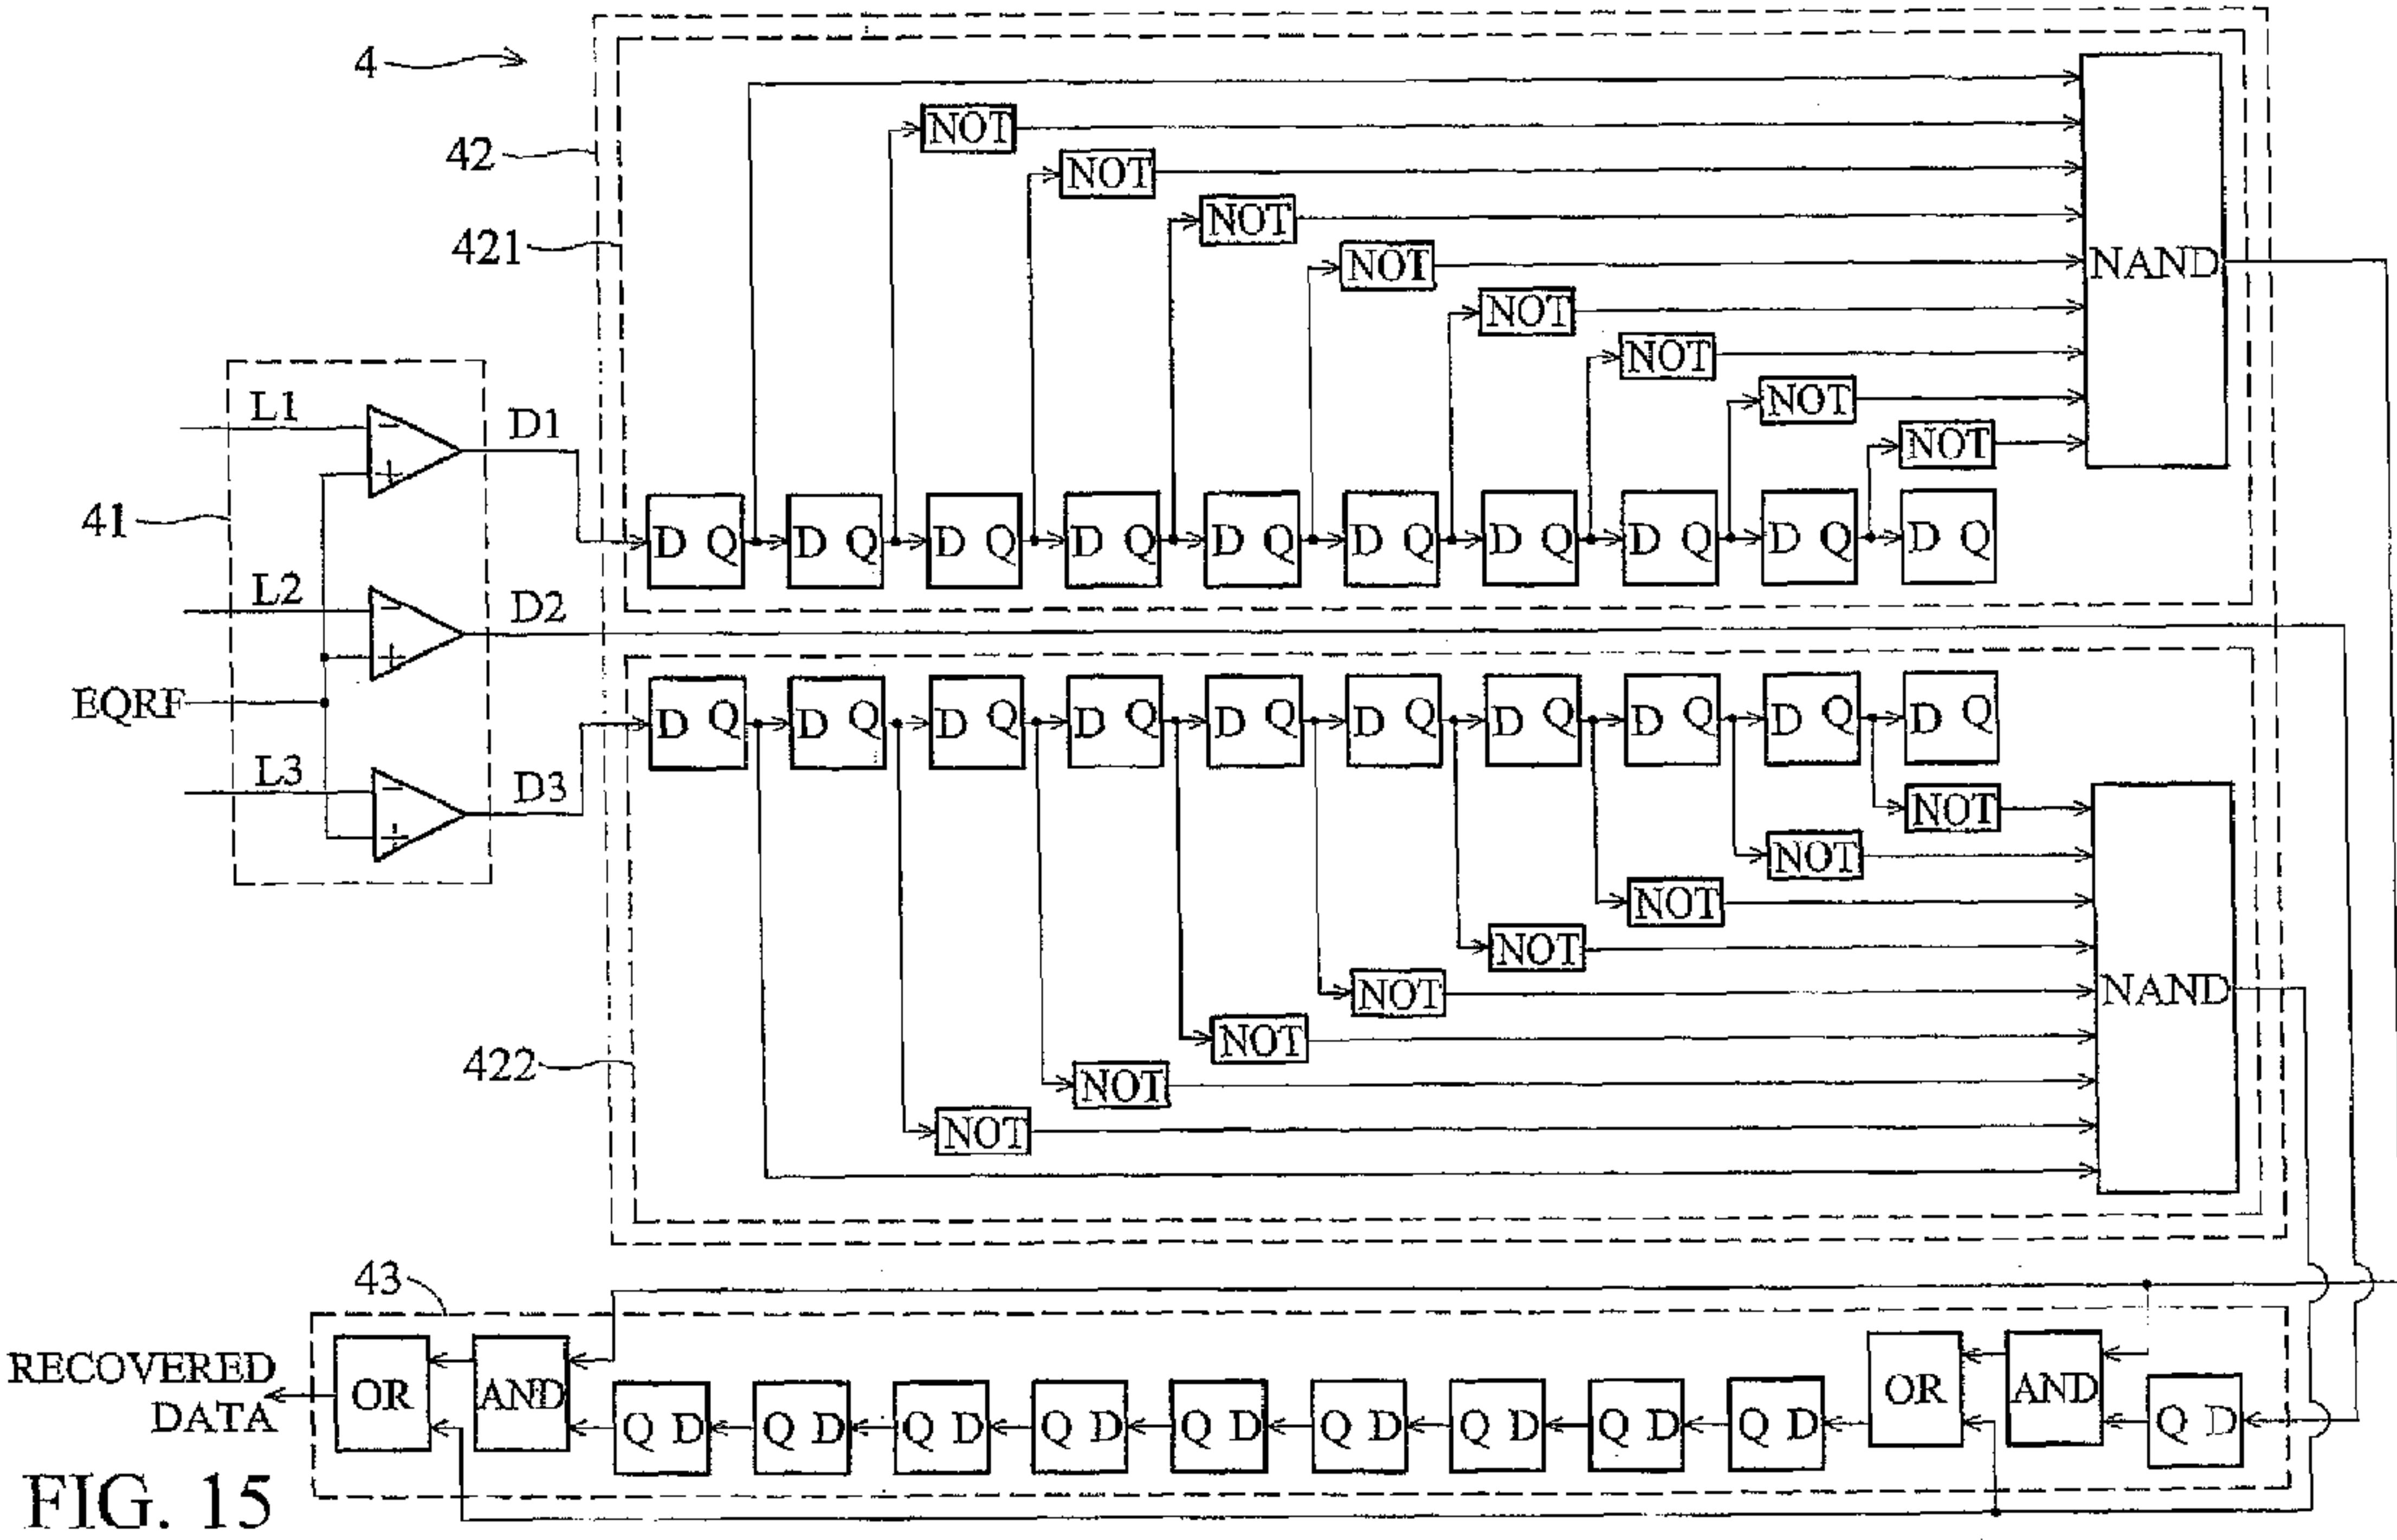 4
NOT
42
NOT
NOT
421
NOT
NAND
NOT
NOT
L1
D1
NOT
NOT
41
D Q D Q D Q D Q D Q D Q D Q D Q D Q D Q
L2
D2
EQRF
D Q D Q D Q D Q D Q D Q D Q D Q D Q D Q
L3
D3
NOT
NOT
NOT
NOT
NOT
NAND
NOT
422
NOT
NOT
43
RECOVERED
DATA
OR
AND
Q D Q D Q D Q D Q D Q D Q D Q D Q D
OR
AND
Q D
FIG. 15
- + - + - +